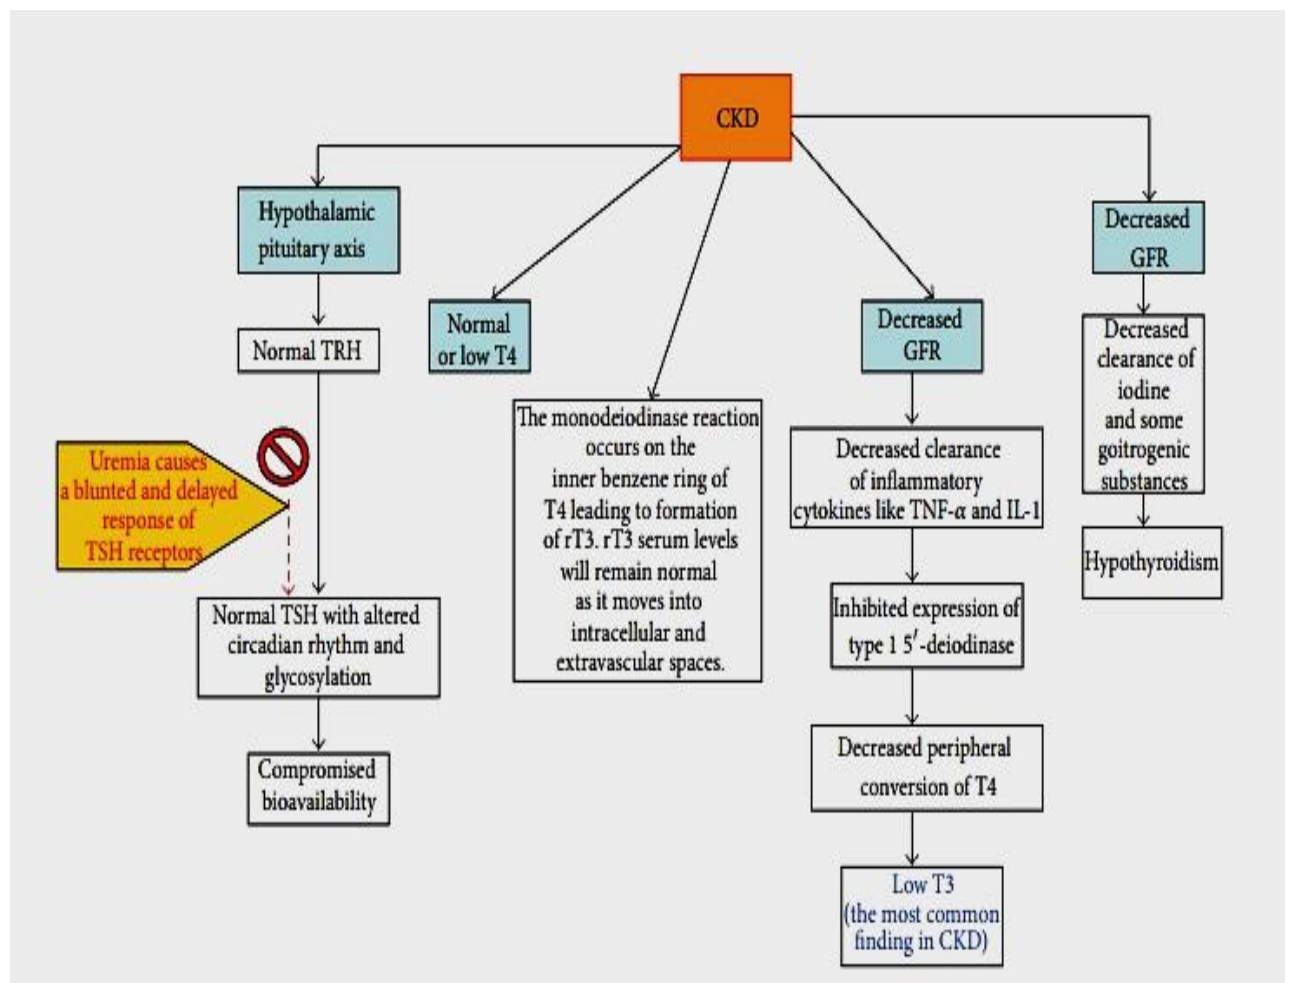 CKD
Hypothalamic
pituitary axis
Normal TRH
Uremia causes
a blunted and delayed
response of
TSH receptors
Normal TSH with altered
circadian rhythm and
glycosylation
Compromised
bioavailability
Normal
or low T4
The monodeiodinase reaction
occurs on the
inner benzene ring of
T4 leading to formation
of rT3. rT3 serum levels
will remain normal
as it moves into
intracellular and
extravascular spaces.
Decreased
GFR
Decreased clearance
of inflammatory
cytokines like TNF-α and IL-1
Inhibited expression of
type 1 5′-deiodinase
Decreased peripheral
conversion of T4
Low T3
(the most common
finding in CKD)
Decreased
GFR
Decreased
clearance of
iodine
and some
goitrogenic
substances
Hypothyroidism